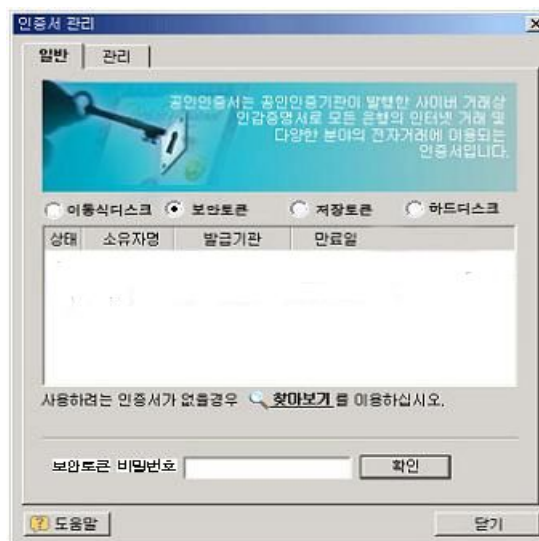 인증서 관리
일반 관리
공인인증서는 공인인증기관이 발행한 사이버 거래상
인감증명서로 모든 은행의 인터넷 거래 및
다양한 분야의 전자거래에 이용되는
인증서입니다.
이동식디스크 보안토큰 저장토큰 하드디스크
상태 소유자명 발급기관 만료일
사용하려는 인증서가 없을경우 찾아보기 를 이용하십시오.
보안토큰 비밀번호 확인
도움말 닫기